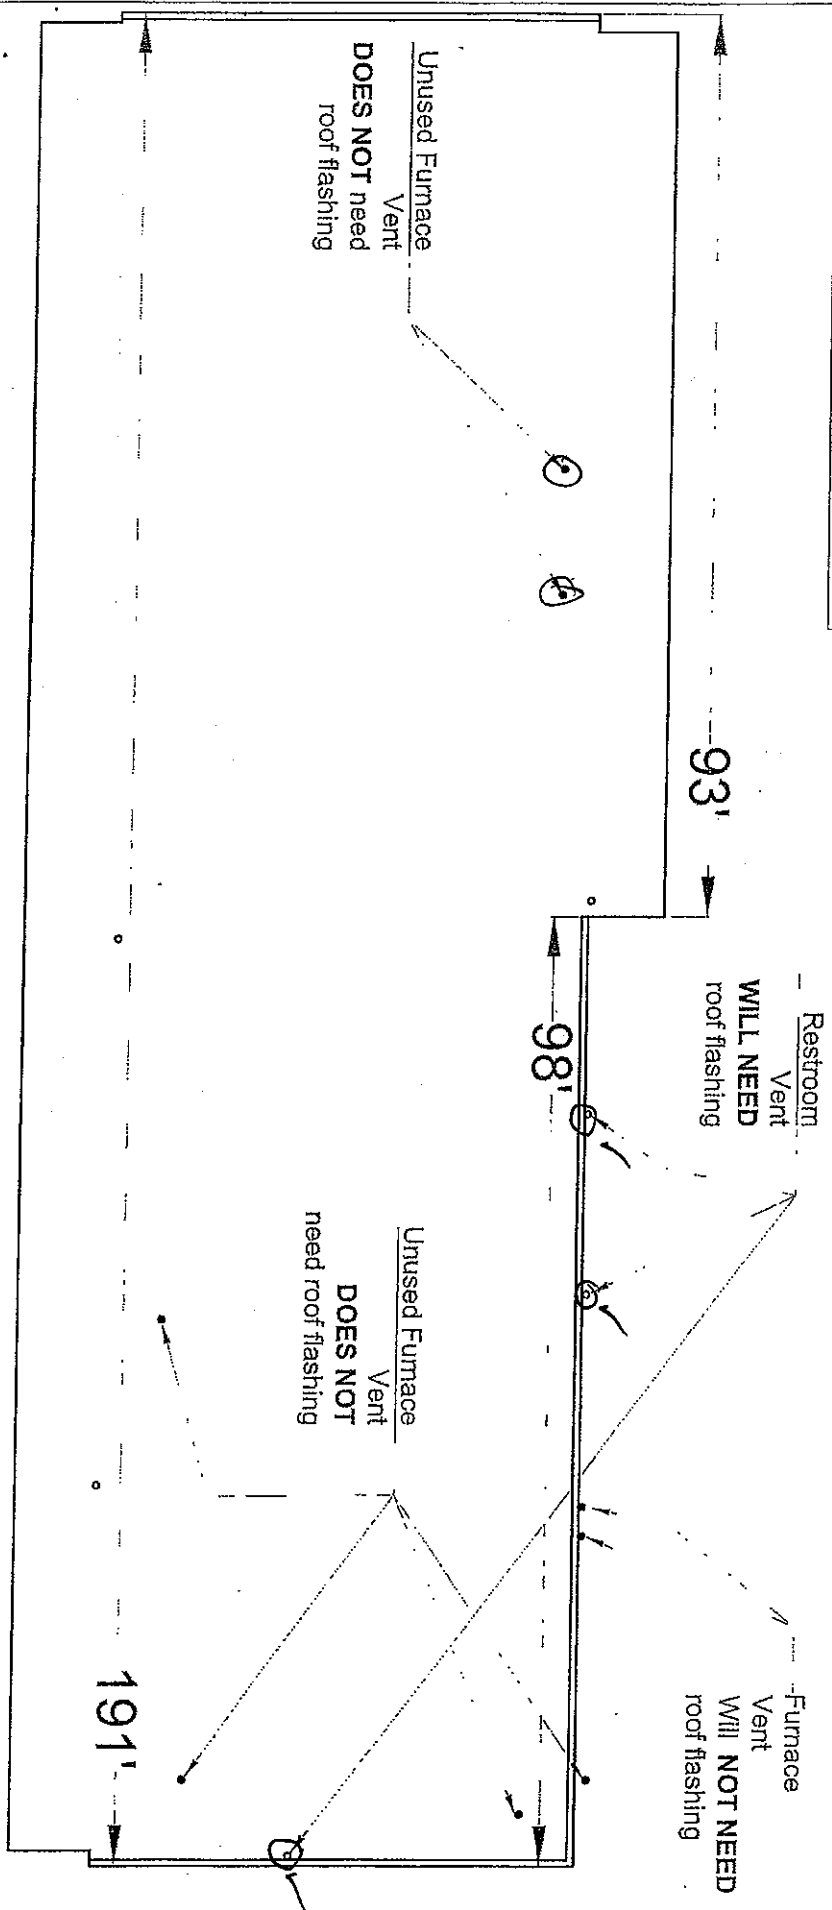 93'
Restroom
Vent
WILL NEED
roof flashing
Furnace
Vent
Will NOT NEED
roof flashing
98'
Unused Furnace
Vent
DOES NOT need
roof flashing
Unused Furnace
Vent
DOES NOT
need roof flashing
191'